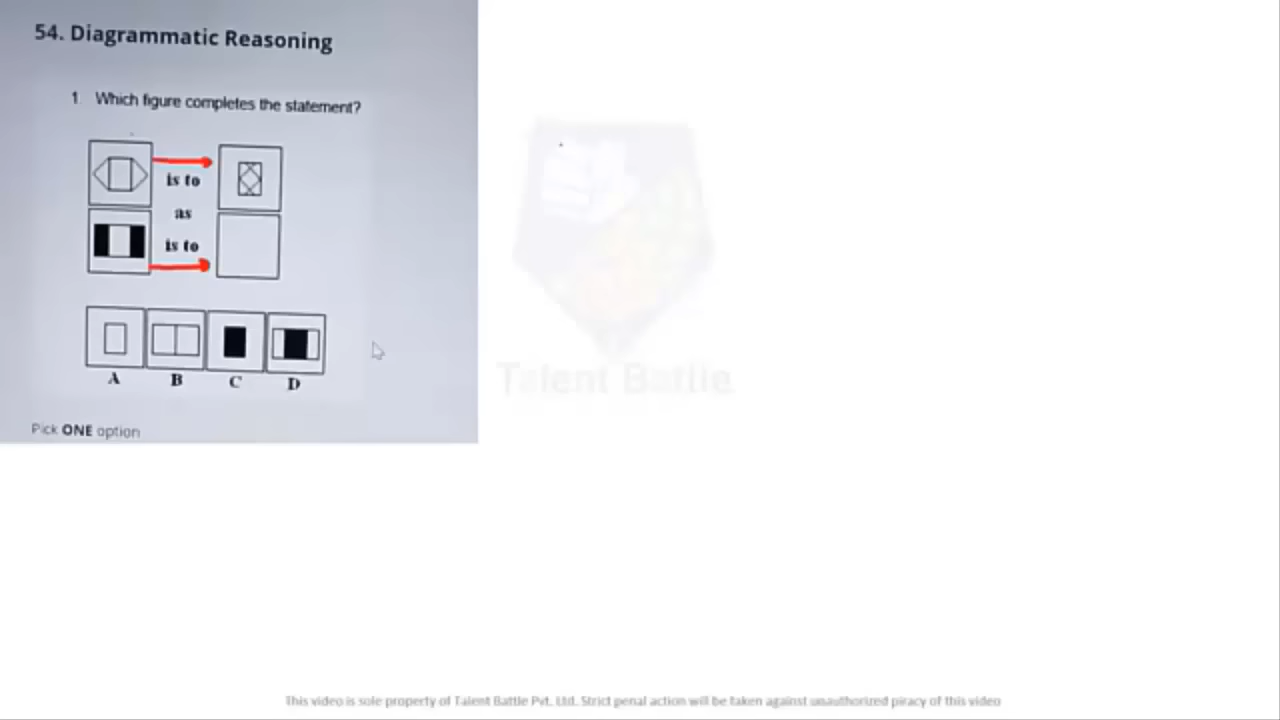 54. Diagrammatic Reasoning
1 Which figure completes the statement?
is to
as
is to
A B C D
Pick ONE option
Talent Battle
This video is sole property of Talent Battle Pvt. Ltd. Strict penal action will be taken against unauthorized piracy of this video